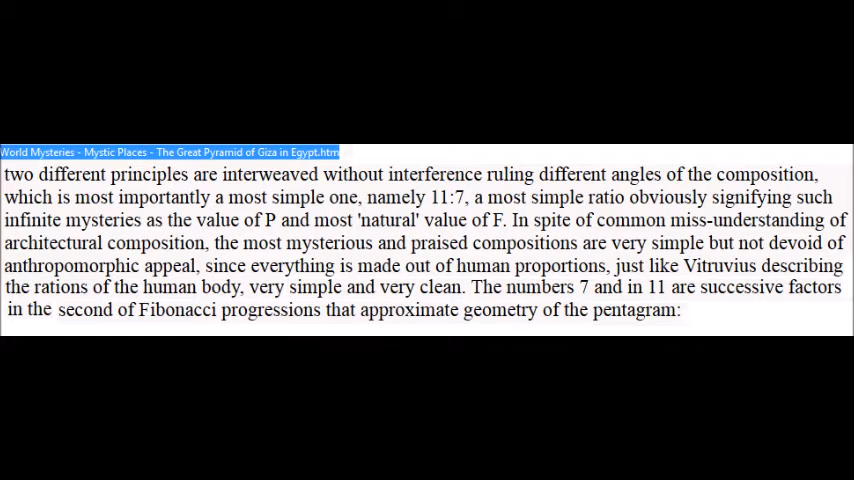 World Mysteries - Mystic Places - The Great Pyramid of Giza in Egypt.htm
two different principles are interweaved without interference ruling different angles of the composition,
which is most importantly a most simple one, namely 11:7, a most simple ratio obviously signifying such
infinite mysteries as the value of P and most 'natural' value of F. In spite of common miss-understanding of
architectural composition, the most mysterious and praised compositions are very simple but not devoid of
anthropomorphic appeal, since everything is made out of human proportions, just like Vitruvius describing
the rations of the human body, very simple and very clean. The numbers 7 and in 11 are successive factors
in the second of Fibonacci progressions that approximate geometry of the pentagram: